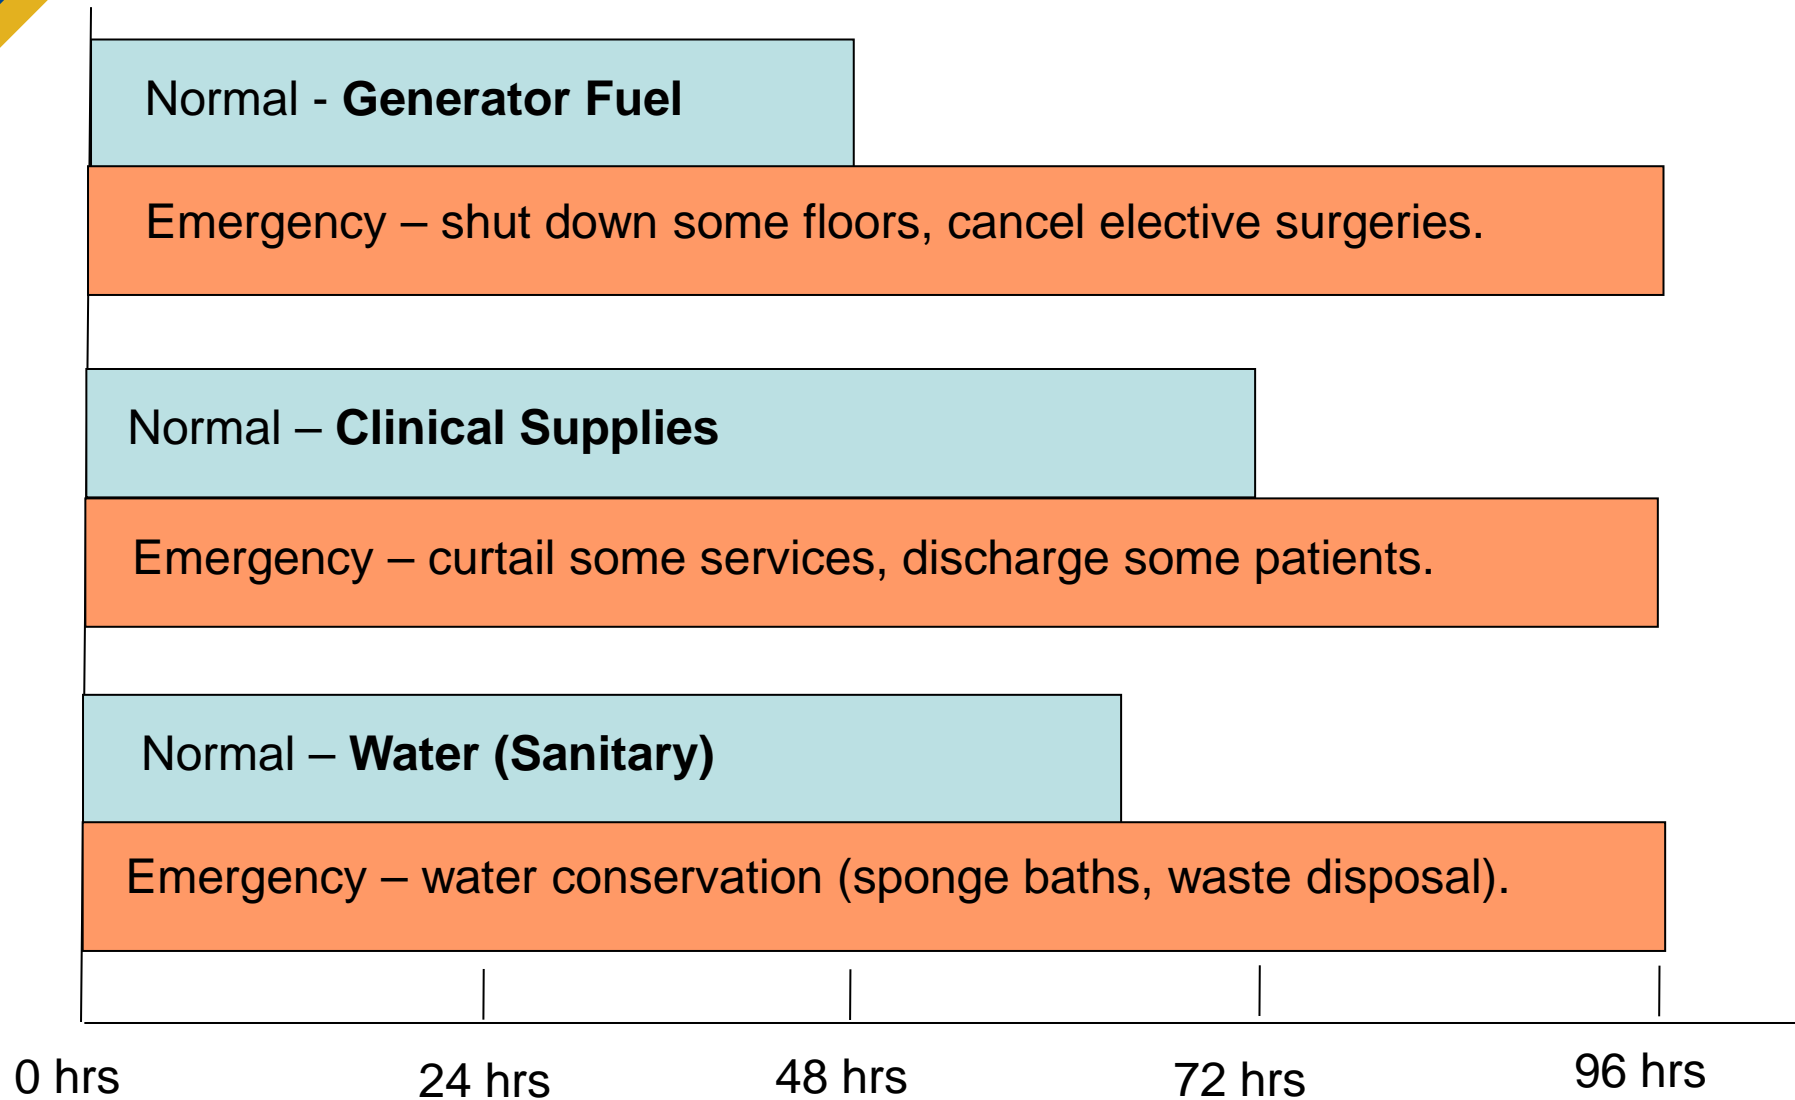 Normal - Generator Fuel
Emergency – shut down some floors, cancel elective surgeries.
Normal – Clinical Supplies
Emergency – curtail some services, discharge some patients.
Normal – Water (Sanitary)
Emergency – water conservation (sponge baths, waste disposal).
0 hrs 24 hrs 48 hrs 72 hrs 96 hrs